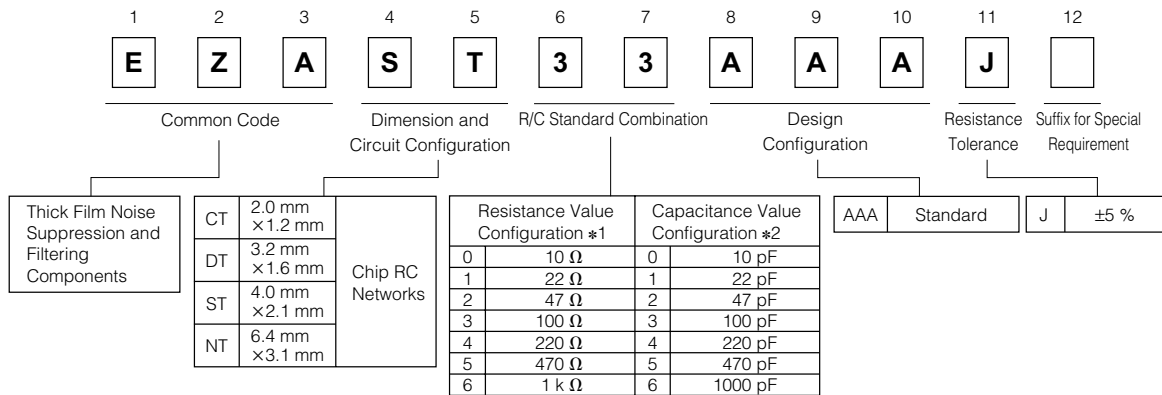 1 2 3 4 5 6 7 8 9 10 11 12
E Z A S T 3 3 A A A J
Common Code
Dimension and
Circuit Configuration
R/C Standard Combination
Design
Configuration
Resistance
Tolerance
Suffix for Special
Requirement
Thick Film Noise
Suppression and
Filtering
Components
CT 2.0 mm
×1.2 mm
DT 3.2 mm
×1.6 mm
ST 4.0 mm
×2.1 mm
NT 6.4 mm
×3.1 mm
Chip RC
Networks
Resistance Value
Configuration *1
Capacitance Value
Configuration *2
0 10 Ω 0 10 pF
1 22 Ω 1 22 pF
2 47 Ω 2 47 pF
3 100 Ω 3 100 pF
4 220 Ω 4 220 pF
5 470 Ω 5 470 pF
6 1 k Ω 6 1000 pF
AAA Standard
J ±5 %